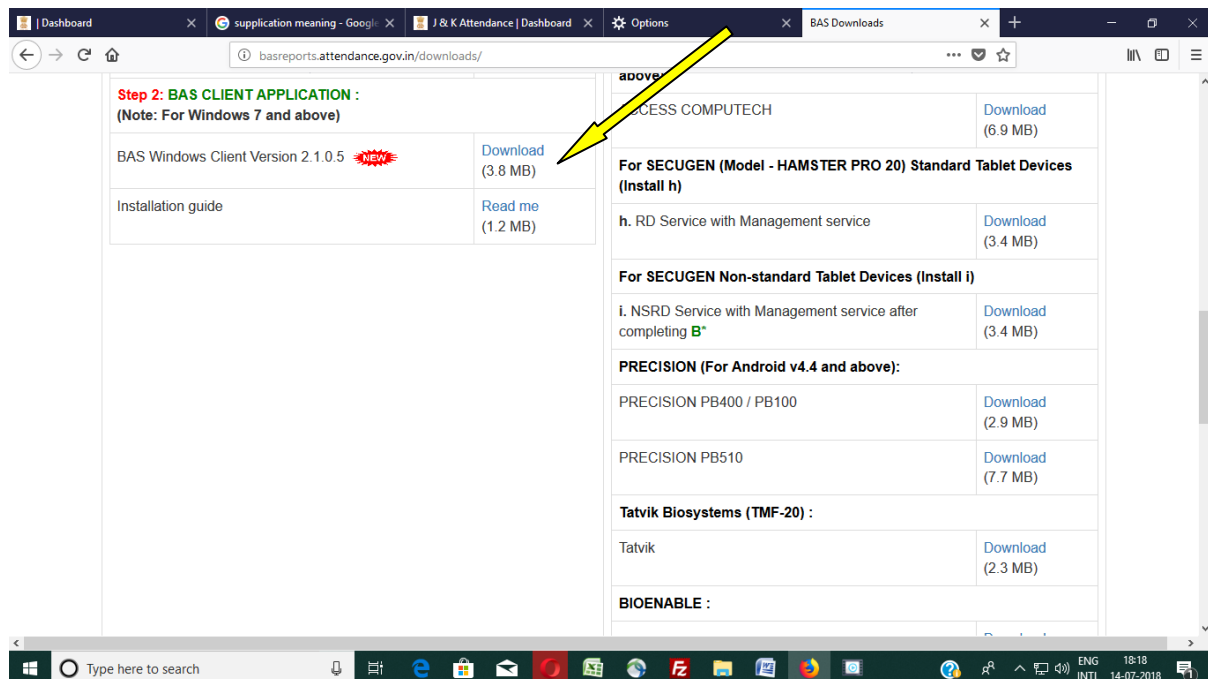 | Dashboard
supplication meaning - Google
J & K Attendance | Dashboard
Options
BAS Downloads
basreports.attendance.gov.in/downloads/
Step 2: BAS CLIENT APPLICATION :
(Note: For Windows 7 and above)
BAS Windows Client Version 2.1.0.5 NEW
Download
(3.8 MB)
Installation guide
Read me
(1.2 MB)
above)
COMPUTECH
Download
(6.9 MB)
For SECUGEN (Model - HAMSTER PRO 20) Standard Tablet Devices
(Install h)
h. RD Service with Management service
Download
(3.4 MB)
For SECUGEN Non-standard Tablet Devices (Install i)
i. NSRD Service with Management service after
completing B*
Download
(3.4 MB)
PRECISION (For Android v4.4 and above):
PRECISION PB400 / PB100
Download
(2.9 MB)
PRECISION PB510
Download
(7.7 MB)
Tatvik Biosystems (TMF-20) :
Tatvik
Download
(2.3 MB)
BIOENABLE :
Type here to search
ENG
INTL
18:18
14-07-2018